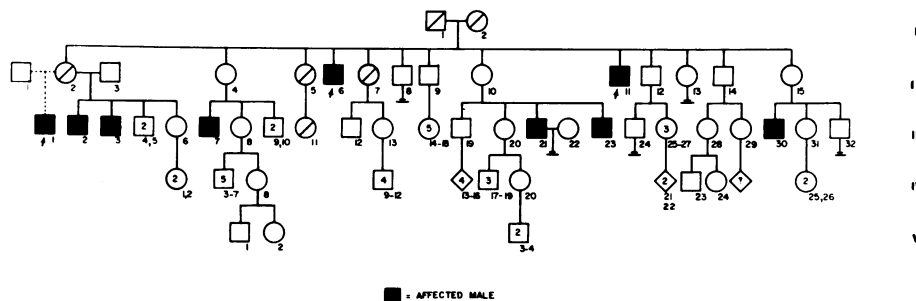 1 2
1 2 3 4 5 6 7 8 9 10 11 12 13 14 15
1 2 3 2 4,5 6 7 8 2 9,10 11 12 13 5 14-18 19 20 21 22 23 24 3 25-27 28 29 30 31 32
2 1,2 5 3-7 8 4 9-12 4 13-16 3 17-19 20 2 21 22 23 24 ? 2 25,26
1 2 2 3-4
= AFFECTED MALE